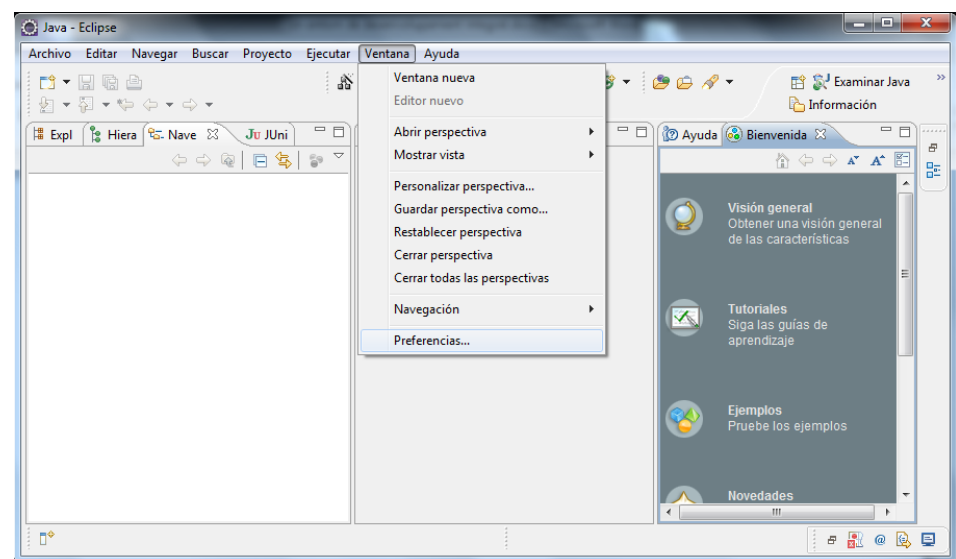 Java - Eclipse
Archivo Editar Navegar Buscar Proyecto Ejecutar Ventana Ayuda
Ventana nueva
Editor nuevo
Abrir perspectiva
Mostrar vista
Personalizar perspectiva...
Guardar perspectiva como...
Restablecer perspectiva
Cerrar perspectiva
Cerrar todas las perspectivas
Navegación
Preferencias...
Examinar Java
Información
Expl Hiera Nave JUni
Ayuda Bienvenida
Visión general
Obtener una visión general
de las características
Tutoriales
Siga las guías de
aprendizaje
Ejemplos
Pruebe los ejemplos
Novedades